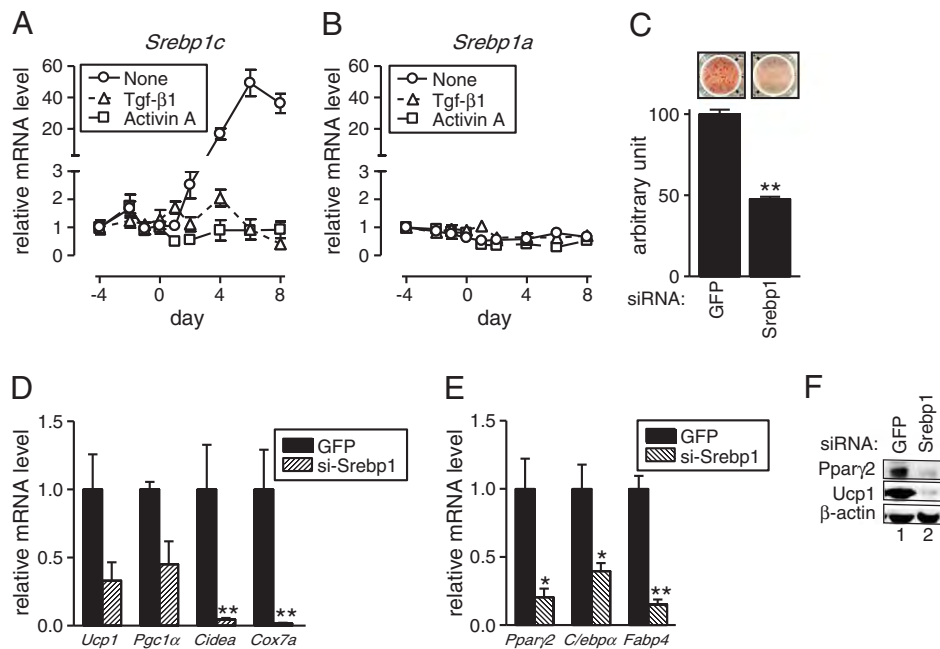 A
Srebp1c
relative mRNA level
60
40
20
3
2
1
0
None
Tgf-β1
Activin A
-4
0
4
8
day
B
Srebp1a
relative mRNA level
60
40
20
3
2
1
0
None
Tgf-β1
Activin A
-4
0
4
8
day
C
arbitrary unit
100
50
0
**
siRNA:
GFP
Srebp1
D
relative mRNA level
1.5
1.0
0.5
0.0
GFP
si-Srebp1
** **
Ucp1 Pgc1α Cidea Cox7a
E
relative mRNA level
1.5
1.0
0.5
0.0
GFP
si-Srebp1
* * **
Pparγ2 C/ebpα Fabp4
F
siRNA: GFP Srebp1
Pparγ2
Ucp1
β-actin
1 2